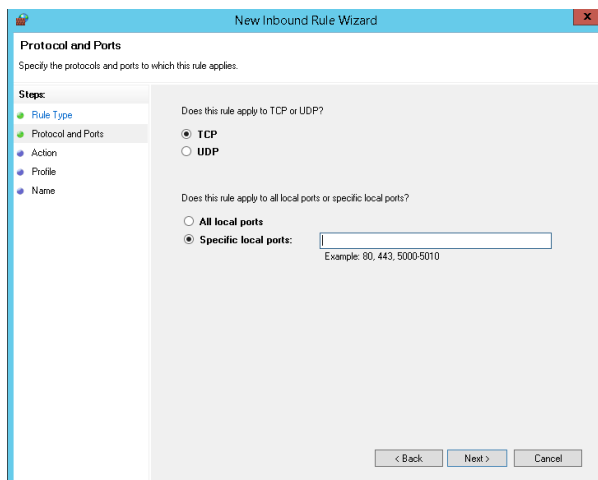 New Inbound Rule Wizard
x
Protocol and Ports
Specify the protocols and ports to which this rule applies.
Steps:
Rule Type
Protocol and Ports
Action
Profile
Name
Does this rule apply to TCP or UDP?
TCP
UDP
Does this rule apply to all local ports or specific local ports?
All local ports
Specific local ports:
Example: 80, 443, 5000-5010
< Back Next > Cancel